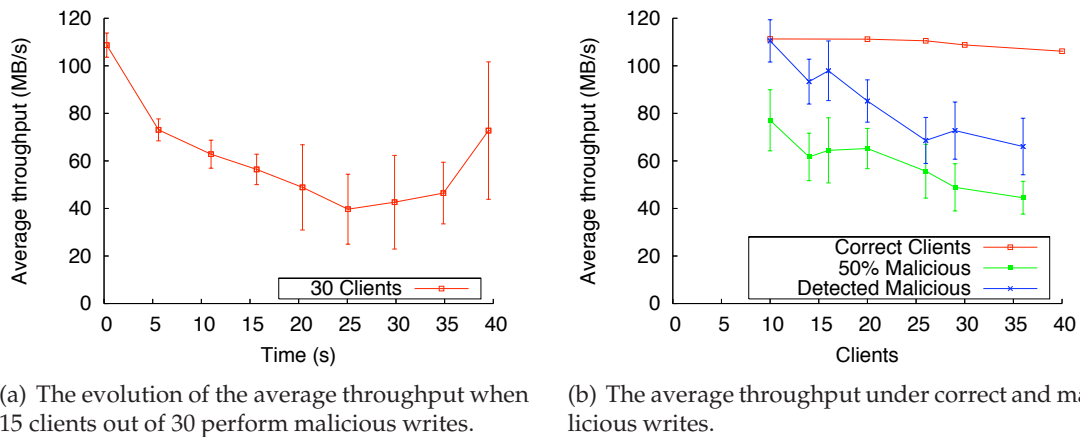 120
100
80
60
40
20
0
Average throughput (MB/s)
30 Clients
0 5 10 15 20 25 30 35 40
Time (s)
(a) The evolution of the average throughput when
15 clients out of 30 perform malicious writes.
120
100
80
60
40
20
0
Average throughput (MB/s)
Correct Clients
50% Malicious
Detected Malicious
0 5 10 15 20 25 30 35 40
Clients
(b) The average throughput under correct and ma
licious writes.